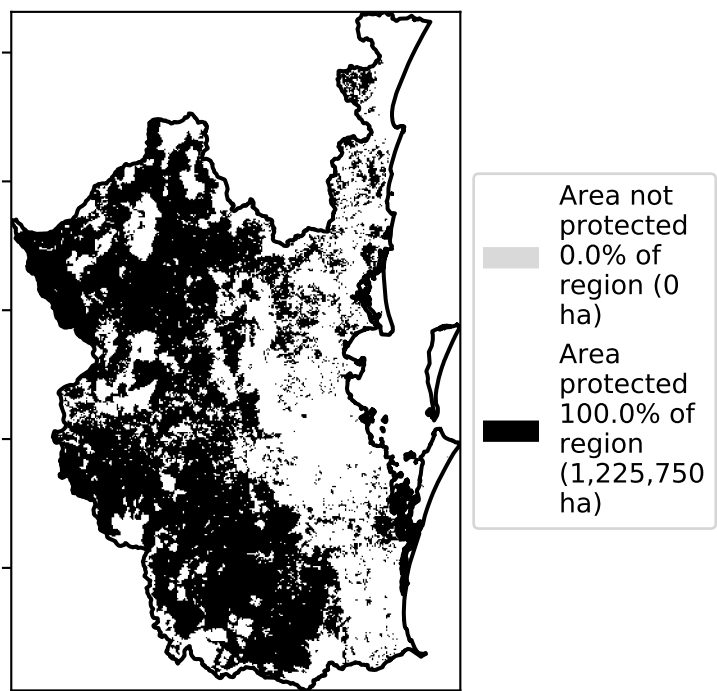 Area not
protected
0.0% of
region (0
ha)
Area
protected
100.0% of
region
(1,225,750
ha)